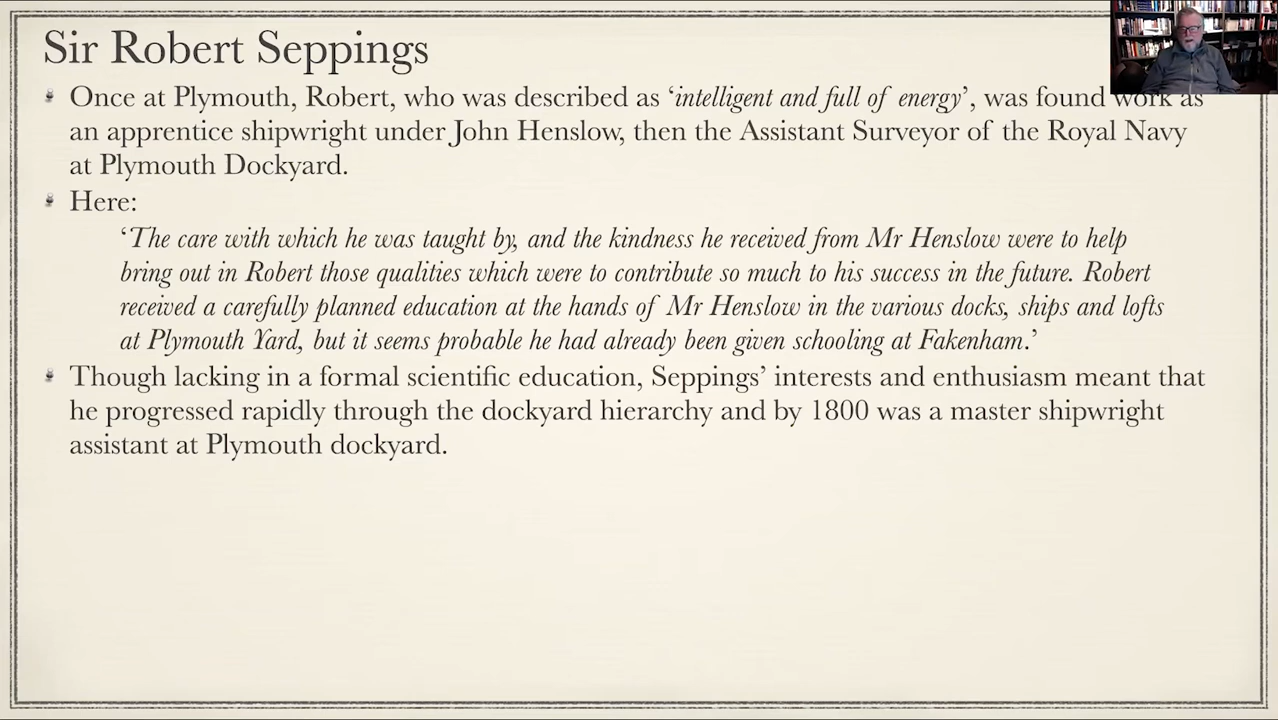 Sir Robert Seppings
Once at Plymouth, Robert, who was described as ‘intelligent and full of energy’, was found work as
an apprentice shipwright under John Henslow, then the Assistant Surveyor of the Royal Navy
at Plymouth Dockyard.
Here:
‘The care with which he was taught by, and the kindness he received from Mr Henslow were to help
bring out in Robert those qualities which were to contribute so much to his success in the future. Robert
received a carefully planned education at the hands of Mr Henslow in the various docks, ships and lofts
at Plymouth Yard, but it seems probable he had already been given schooling at Fakenham.’
Though lacking in a formal scientific education, Seppings’ interests and enthusiasm meant that
he progressed rapidly through the dockyard hierarchy and by 1800 was a master shipwright
assistant at Plymouth dockyard.